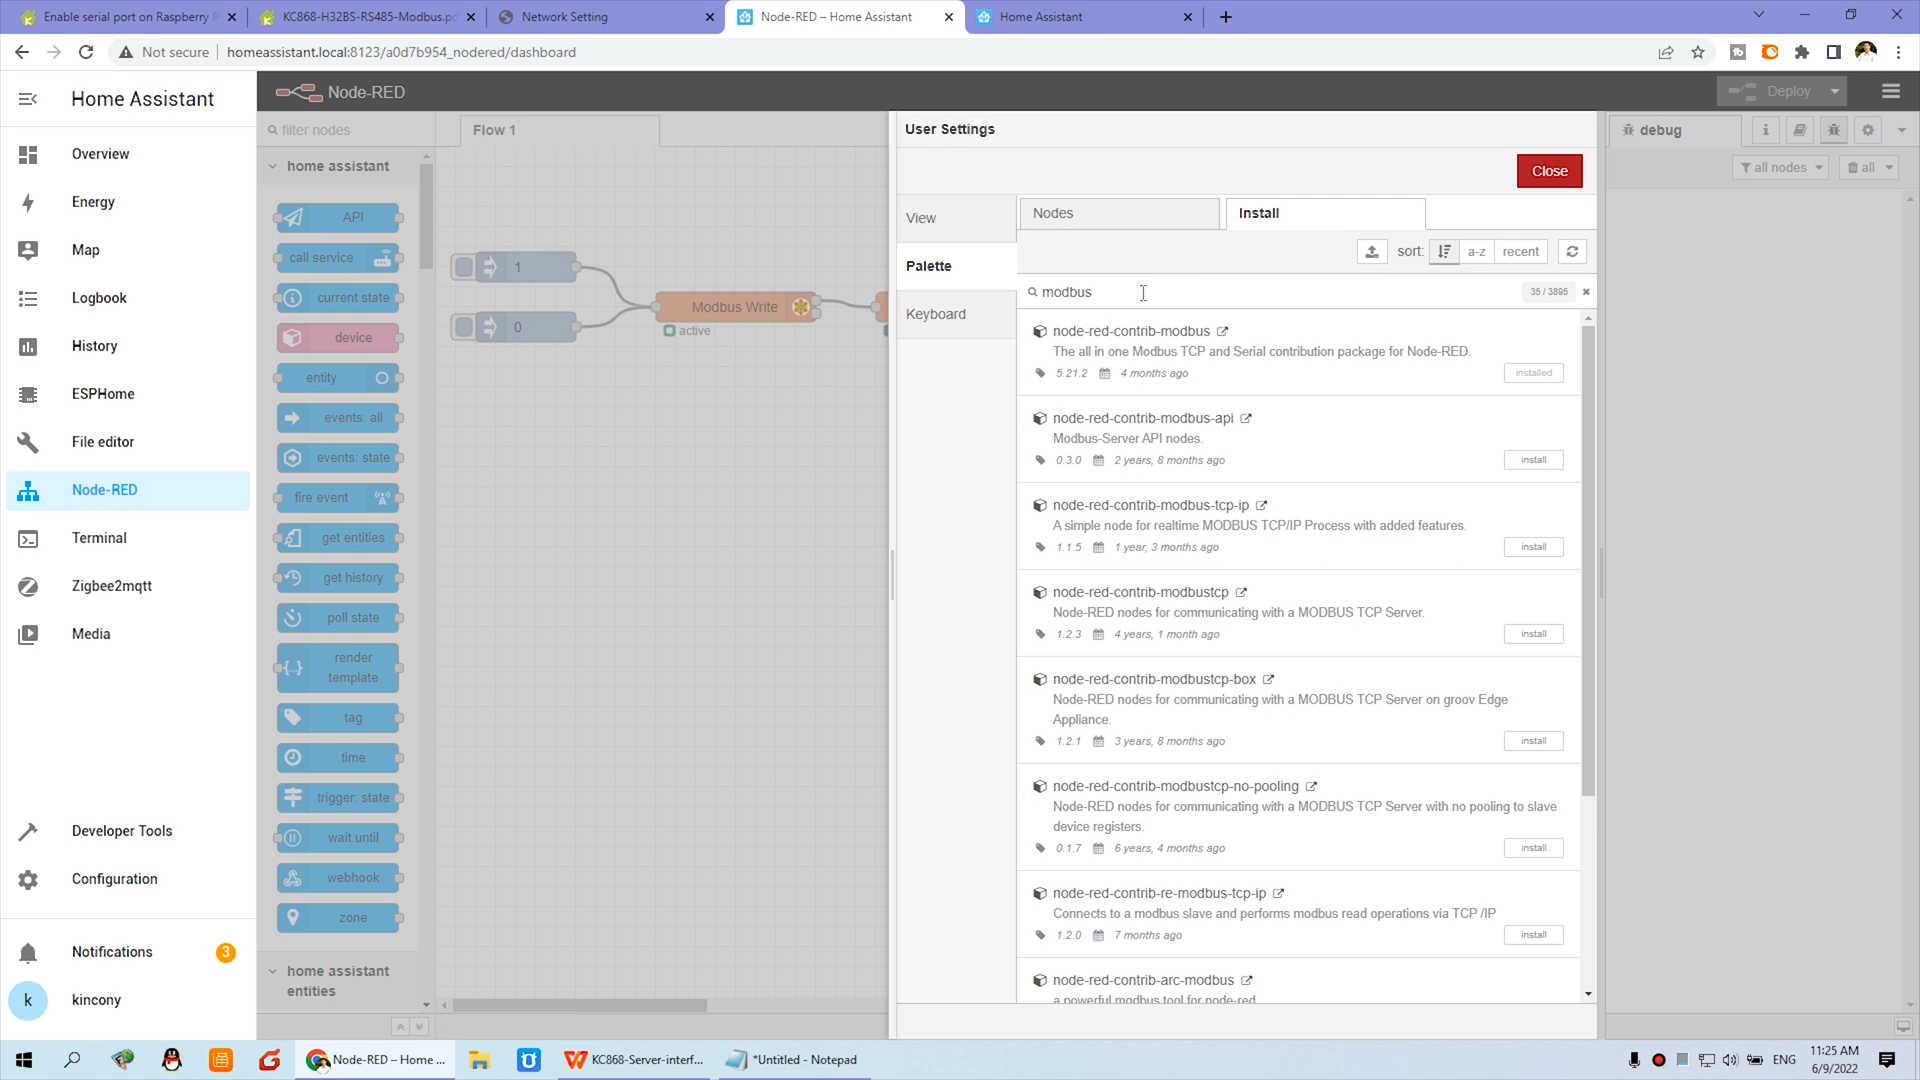 Enable serial port on Raspberry P
KC868-H32BS-RS485-Modbus.pd
Network Setting
Node-RED – Home Assistant
Home Assistant
Not secure
homeassistant.local:8123/a0d7b954_nodered/dashboard
Home Assistant
Overview
Energy
Map
Logbook
History
ESPHome
File editor
Node-RED
Terminal
Zigbee2mqtt
Media
Developer Tools
Configuration
Notifications
3
k
kincony
Node-RED
Deploy
filter nodes
home assistant
API
call service
current state
device
entity
events: all
events: state
fire event
get entities
get history
poll state
render
template
tag
time
trigger: state
wait until
webhook
zone
home assistant
entities
Flow 1
1
0
Modbus Write
active
User Settings
Close
View
Palette
Keyboard
Nodes
Install
sort:
a-z
recent
modbus
35 / 3895
node-red-contrib-modbus
The all in one Modbus TCP and Serial contribution package for Node-RED.
5.21.2 4 months ago
installed
node-red-contrib-modbus-api
Modbus-Server API nodes.
0.3.0 2 years, 8 months ago
install
node-red-contrib-modbus-tcp-ip
A simple node for realtime MODBUS TCP/IP Process with added features.
1.1.5 1 year, 3 months ago
install
node-red-contrib-modbustcp
Node-RED nodes for communicating with a MODBUS TCP Server.
1.2.3 4 years, 1 month ago
install
node-red-contrib-modbustcp-box
Node-RED nodes for communicating with a MODBUS TCP Server on groov Edge
Appliance.
1.2.1 3 years, 8 months ago
install
node-red-contrib-modbustcp-no-pooling
Node-RED nodes for communicating with a MODBUS TCP Server with no pooling to slave
device registers.
0.1.7 6 years, 4 months ago
install
node-red-contrib-re-modbus-tcp-ip
Connects to a modbus slave and performs modbus read operations via TCP /IP
1.2.0 7 months ago
install
node-red-contrib-arc-modbus
a powerful modbus tool for node-red
debug
all nodes
all
Node-RED – Home ...
KC868-Server-interf...
*Untitled - Notepad
ENG
11:25 AM
6/9/2022